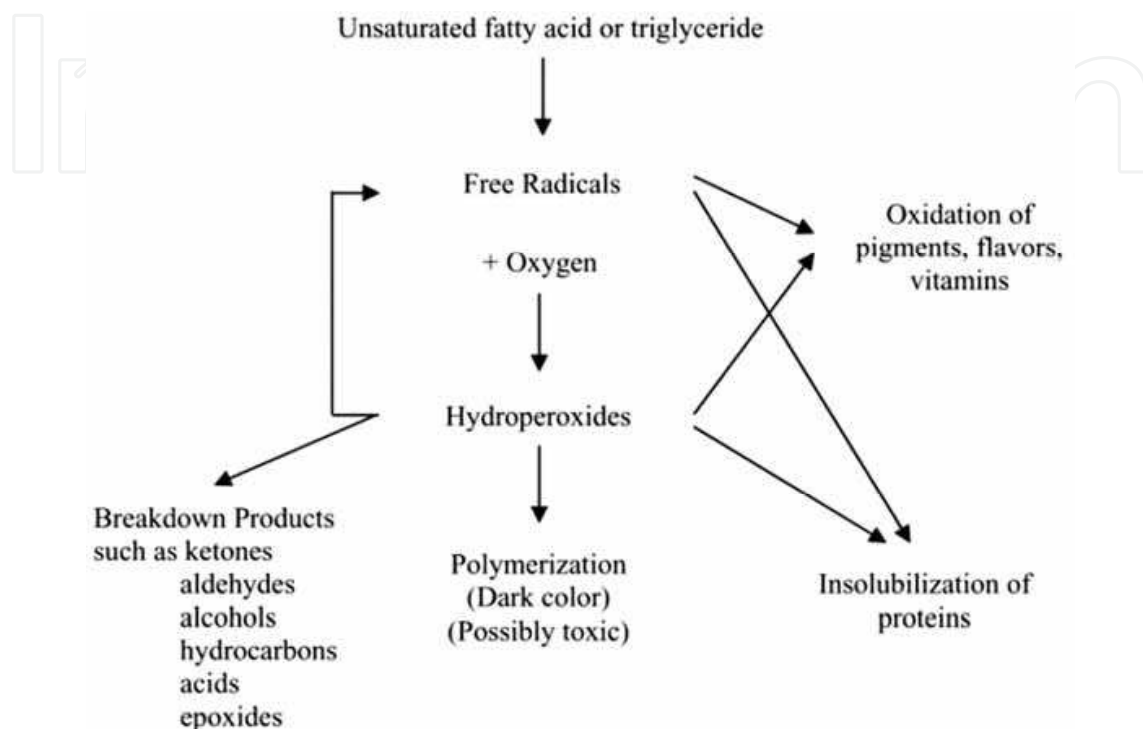 Unsaturated fatty acid or triglyceride
Free Radicals
+ Oxygen
Hydroperoxides
Oxidation of
pigments, flavors,
vitamins
Breakdown Products
such as ketones
aldehydes
alcohols
hydrocarbons
acids
epoxides
Polymerization
(Dark color)
(Possibly toxic)
Insolubilization of
proteins